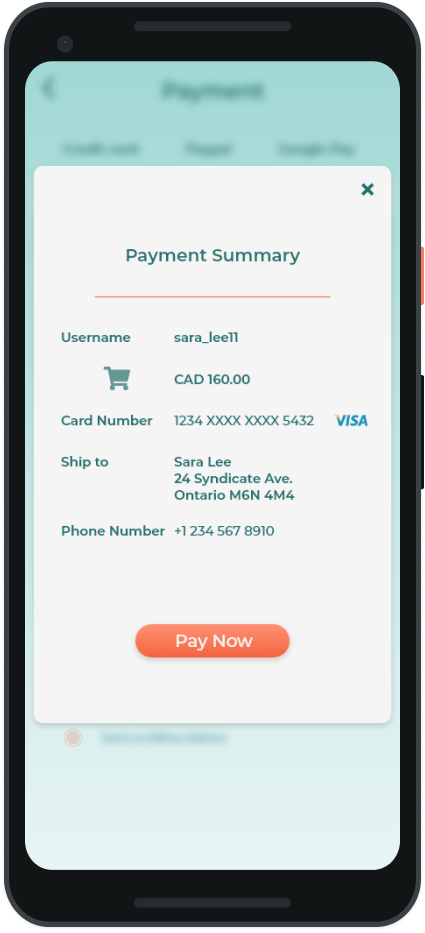 Payment
Credit card Paypal Google Pay
Payment Summary
Username sara_lee11
CAD 160.00
Card Number 1234 XXXX XXXX 5432 VISA
Ship to Sara Lee
24 Syndicate Ave.
Ontario M6N 4M4
Phone Number +1 234 567 8910
Pay Now